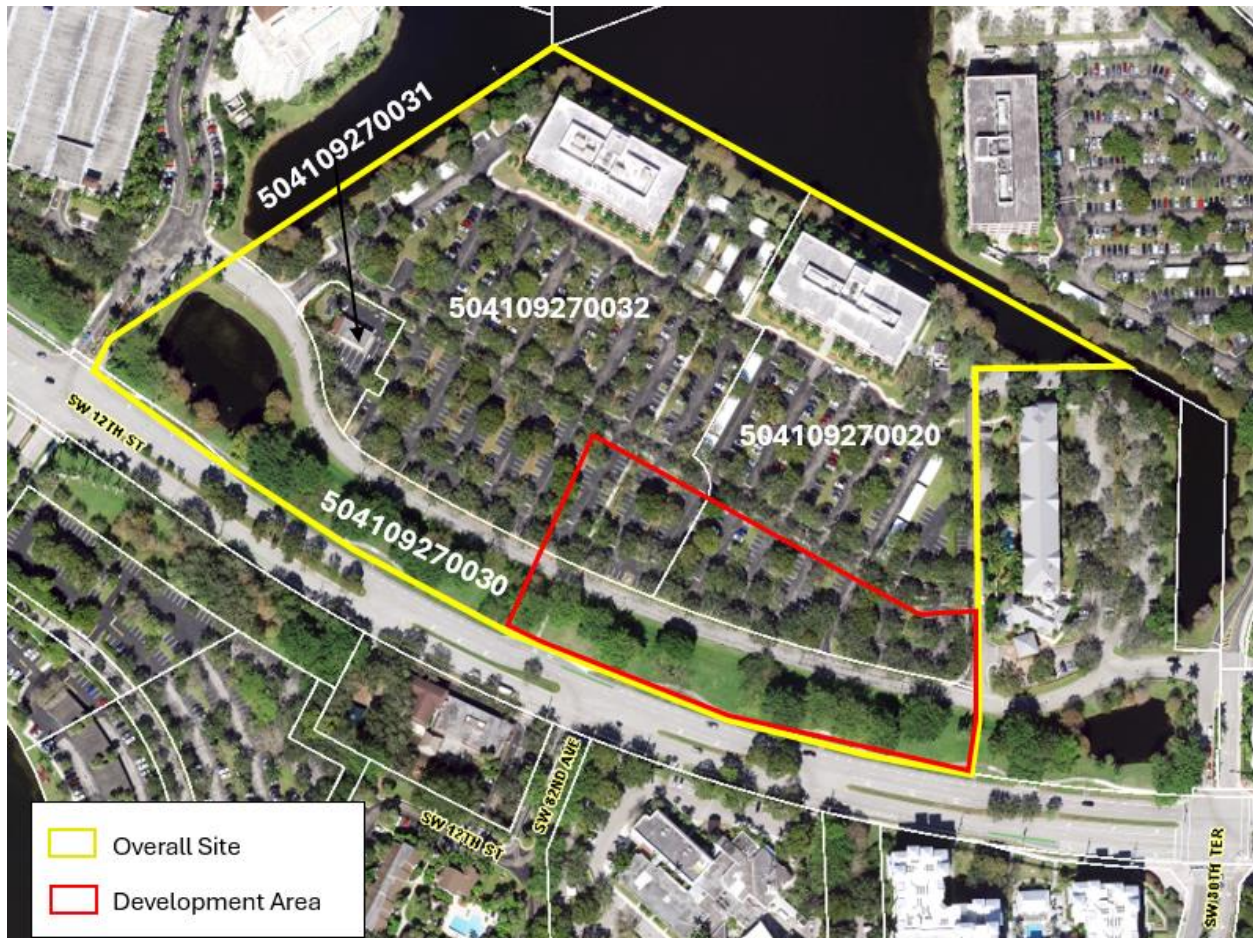 504109270031
504109270032
504109270020
SW 12TH ST
504109270030
SW 82ND AVE
SW 12TH ST
SW 80TH TER
Overall Site
Development Area